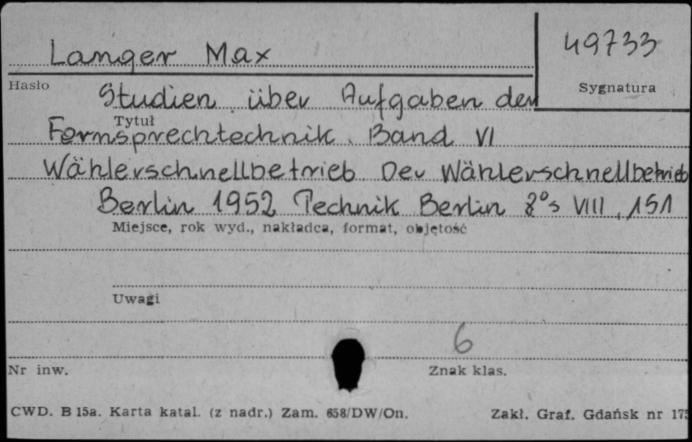 Langer Max
49733
Hasło
Sygnatura
Studien über Aufgaben der
Tytuł
Fernsprechtechnik. Band VI
Wählerschnellbetrieb Der Wählerschnellbetrieb
Berlin 1952 Technik Berlin 8°s VIII, 151
Miejsce, rok wyd., nakładca, format, objętość
Uwagi
6
Nr inw.
Znak klas.
CWD. B 15a. Karta katal. (z nadr.) Zam. 658/DW/On.
Zakł. Graf. Gdańsk nr 175